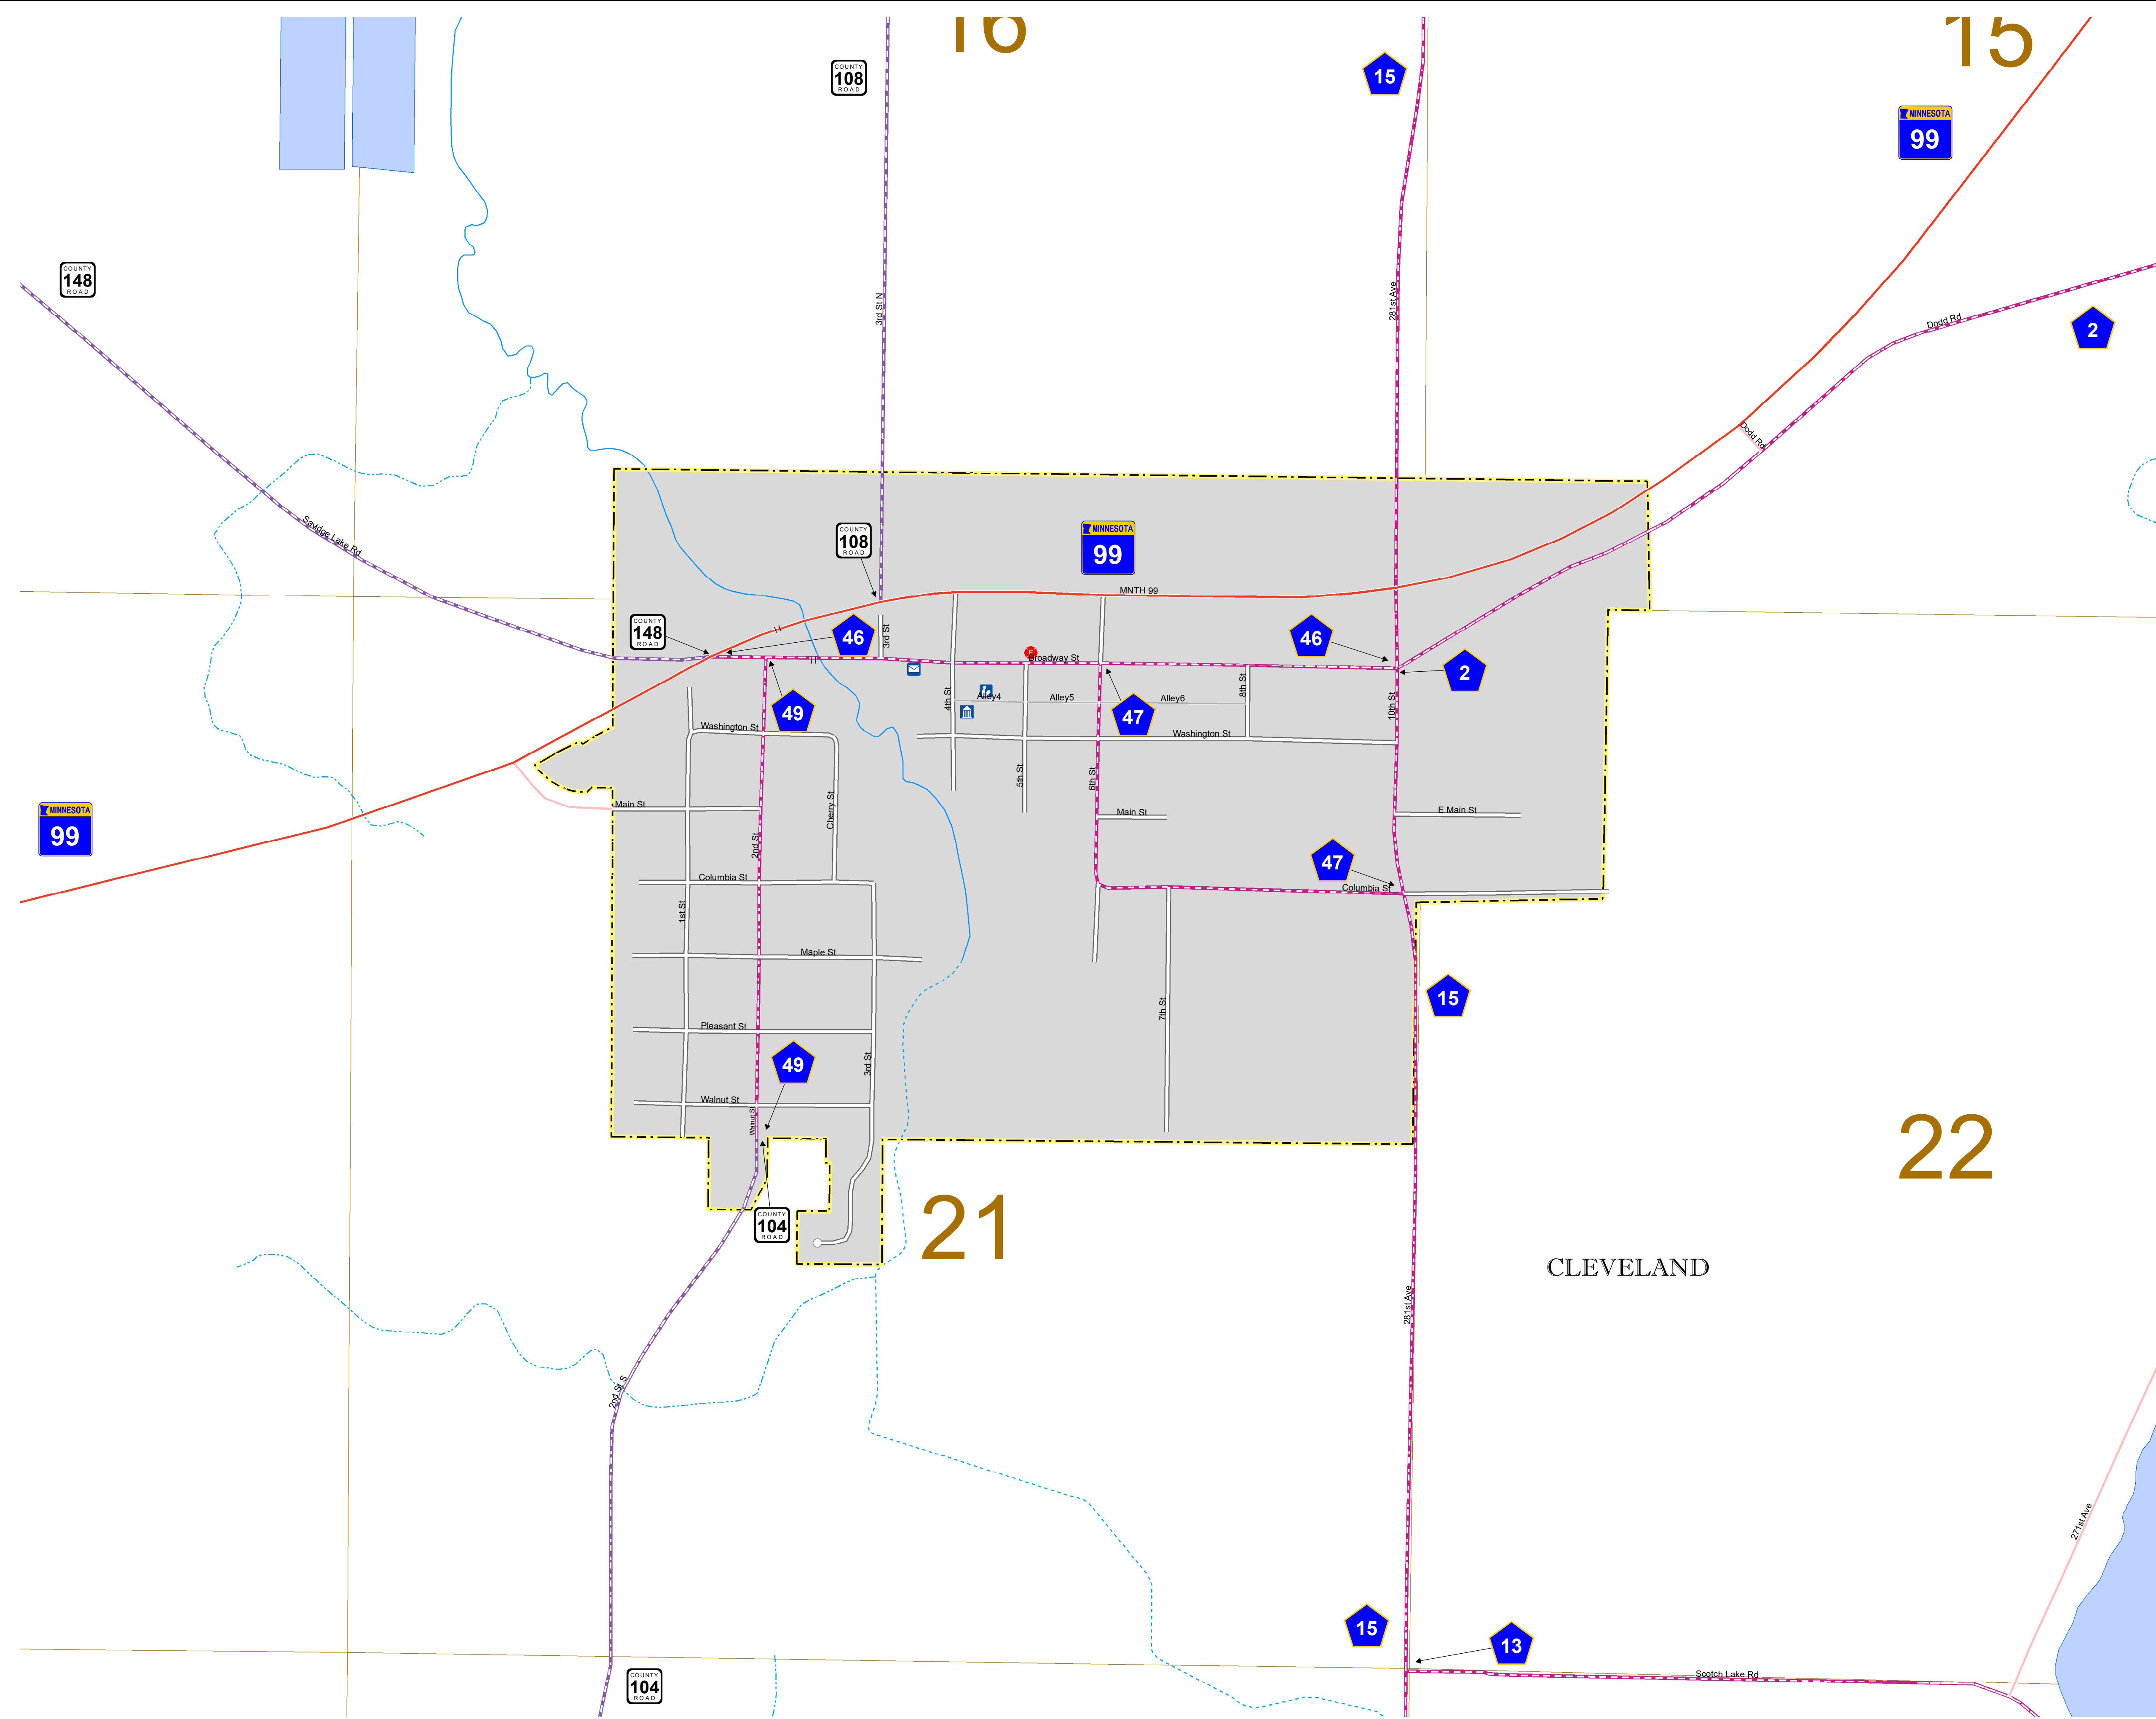 16
15
COUNTY
108
ROAD
15
MINNESOTA
99
COUNTY
148
ROAD
3rd St N
281st Ave
Dodd Rd
2
Dodd Rd
Savidge Lake Rd
COUNTY
108
ROAD
MINNESOTA
99
MNTH 99
COUNTY
148
ROAD
46
3rd St
46
Broadway St
2
49
4th St
Alley4
Alley5
Alley6
8th St
10th St
47
Washington St
Washington St
MINNESOTA
99
Main St
Cherry St
2nd St
5th St
6th St
Main St
E Main St
47
Columbia St
Columbia St
1st St
Maple St
15
7th St
Pleasant St
49
3rd St
Walnut St
Walnut St
22
COUNTY
104
ROAD
21
CLEVELAND
281st Ave
2nd St S
271st Ave
15
13
COUNTY
104
ROAD
Scotch Lake Rd